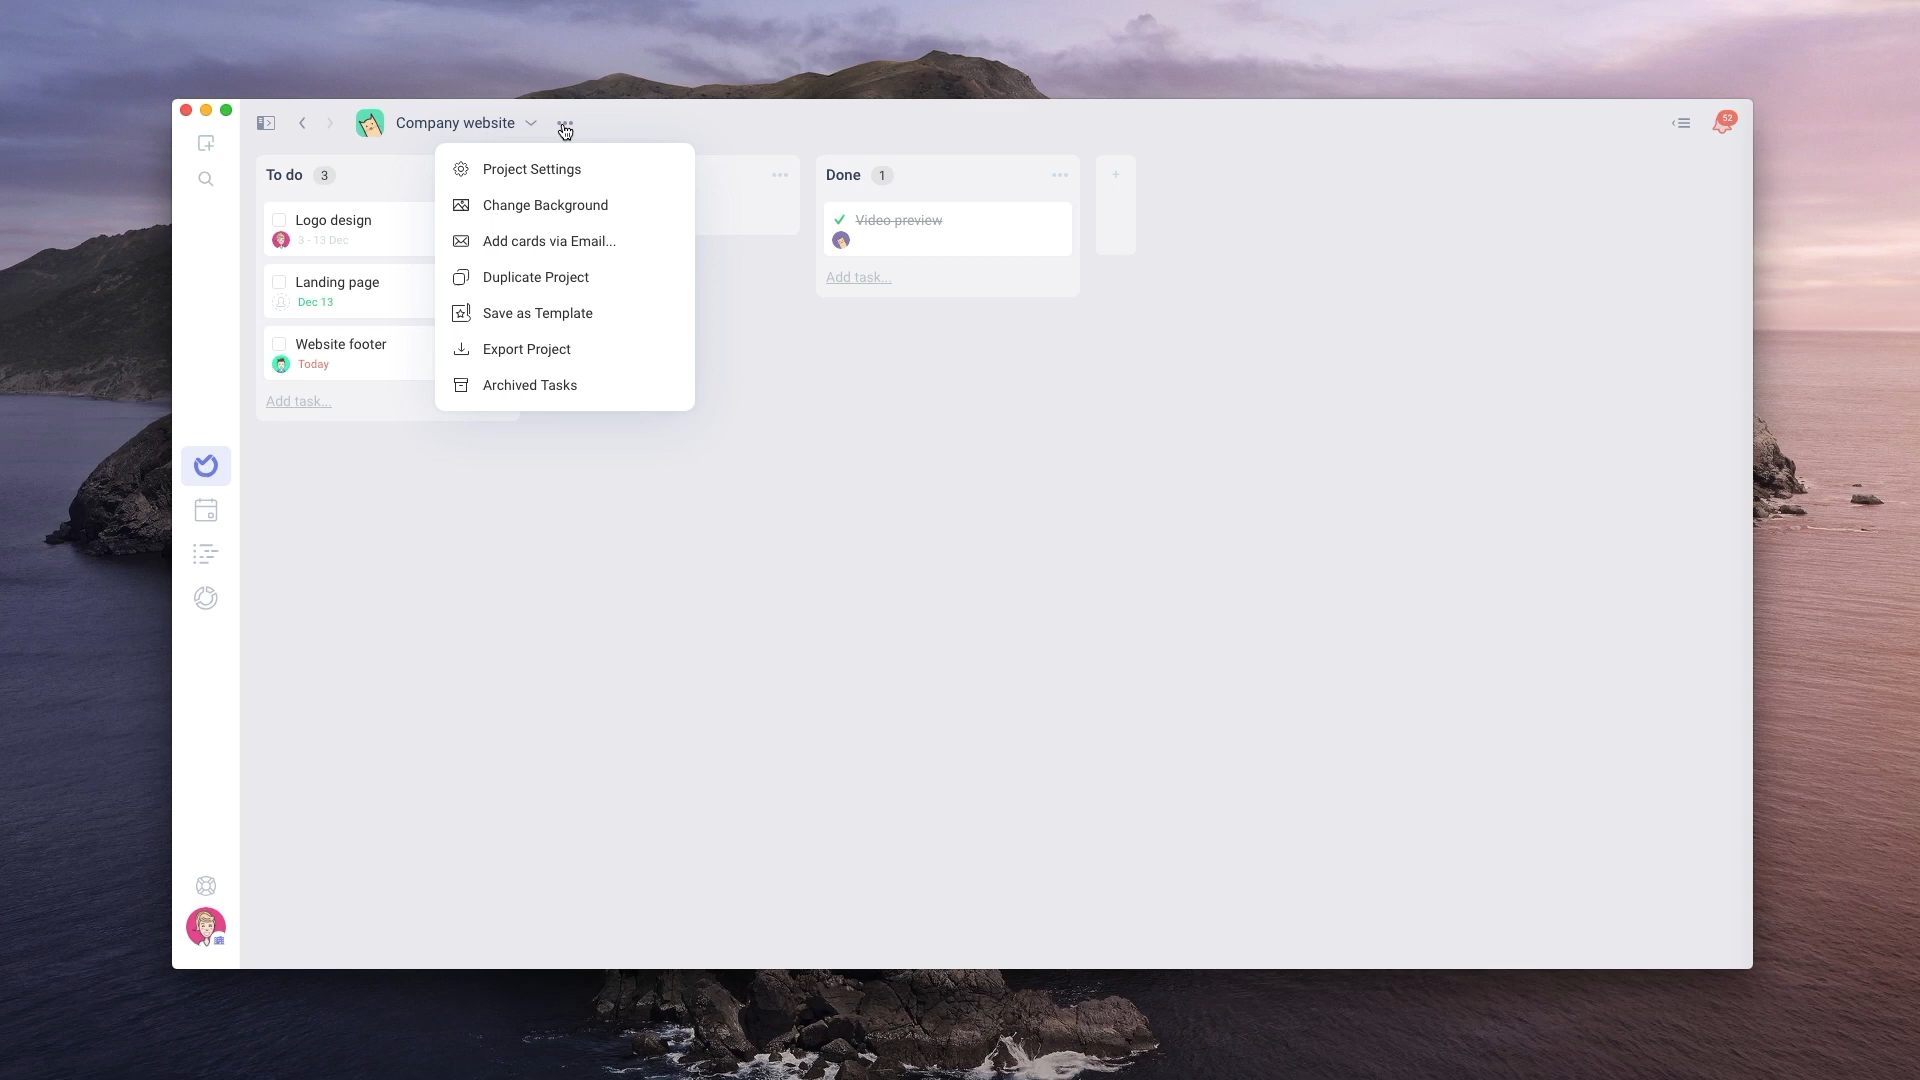 Company website
52
Project Settings
Change Background
Add cards via Email...
Duplicate Project
Save as Template
Export Project
Archived Tasks
To do 3
Logo design
3 - 13 Dec
Landing page
Dec 13
Website footer
Today
Add task...
Done 1
Video preview
Add task...